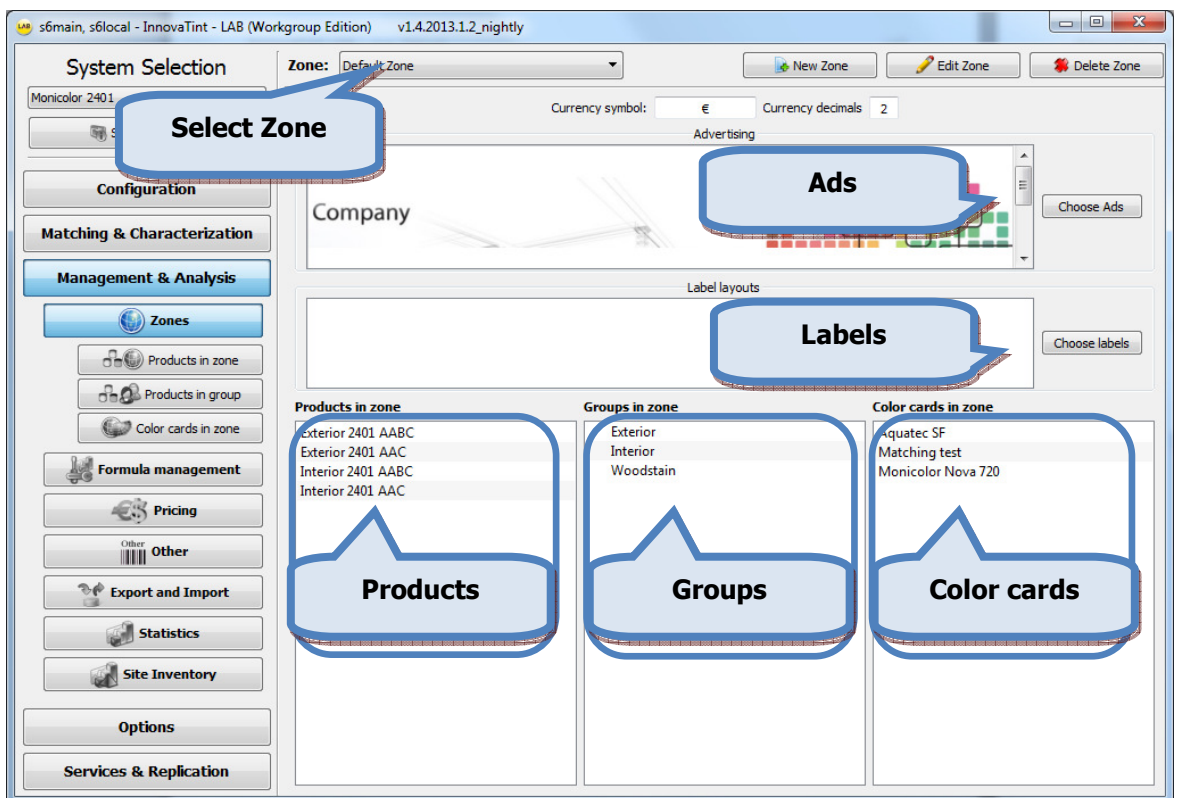 s6main, s6local - InnovaTint - LAB (Workgroup Edition) v1.4.2013.1.2_nightly
System Selection
Zone: Default Zone
New Zone
Edit Zone
Delete Zone
Monicolor 2401
Select Zone
Currency symbol: € Currency decimals 2
Advertising
Company
Ads
Choose Ads
Configuration
Matching & Characterization
Management & Analysis
Label layouts
Labels
Choose labels
Zones
Products in zone
Products in group
Color cards in zone
Formula management
Pricing
Other Other
Export and Import
Statistics
Site Inventory
Options
Services & Replication
Products in zone
Exterior 2401 AABC
Exterior 2401 AAC
Interior 2401 AABC
Interior 2401 AAC
Products
Groups in zone
Exterior
Interior
Woodstain
Groups
Color cards in zone
Aquatec SF
Matching test
Monicolor Nova 720
Color cards